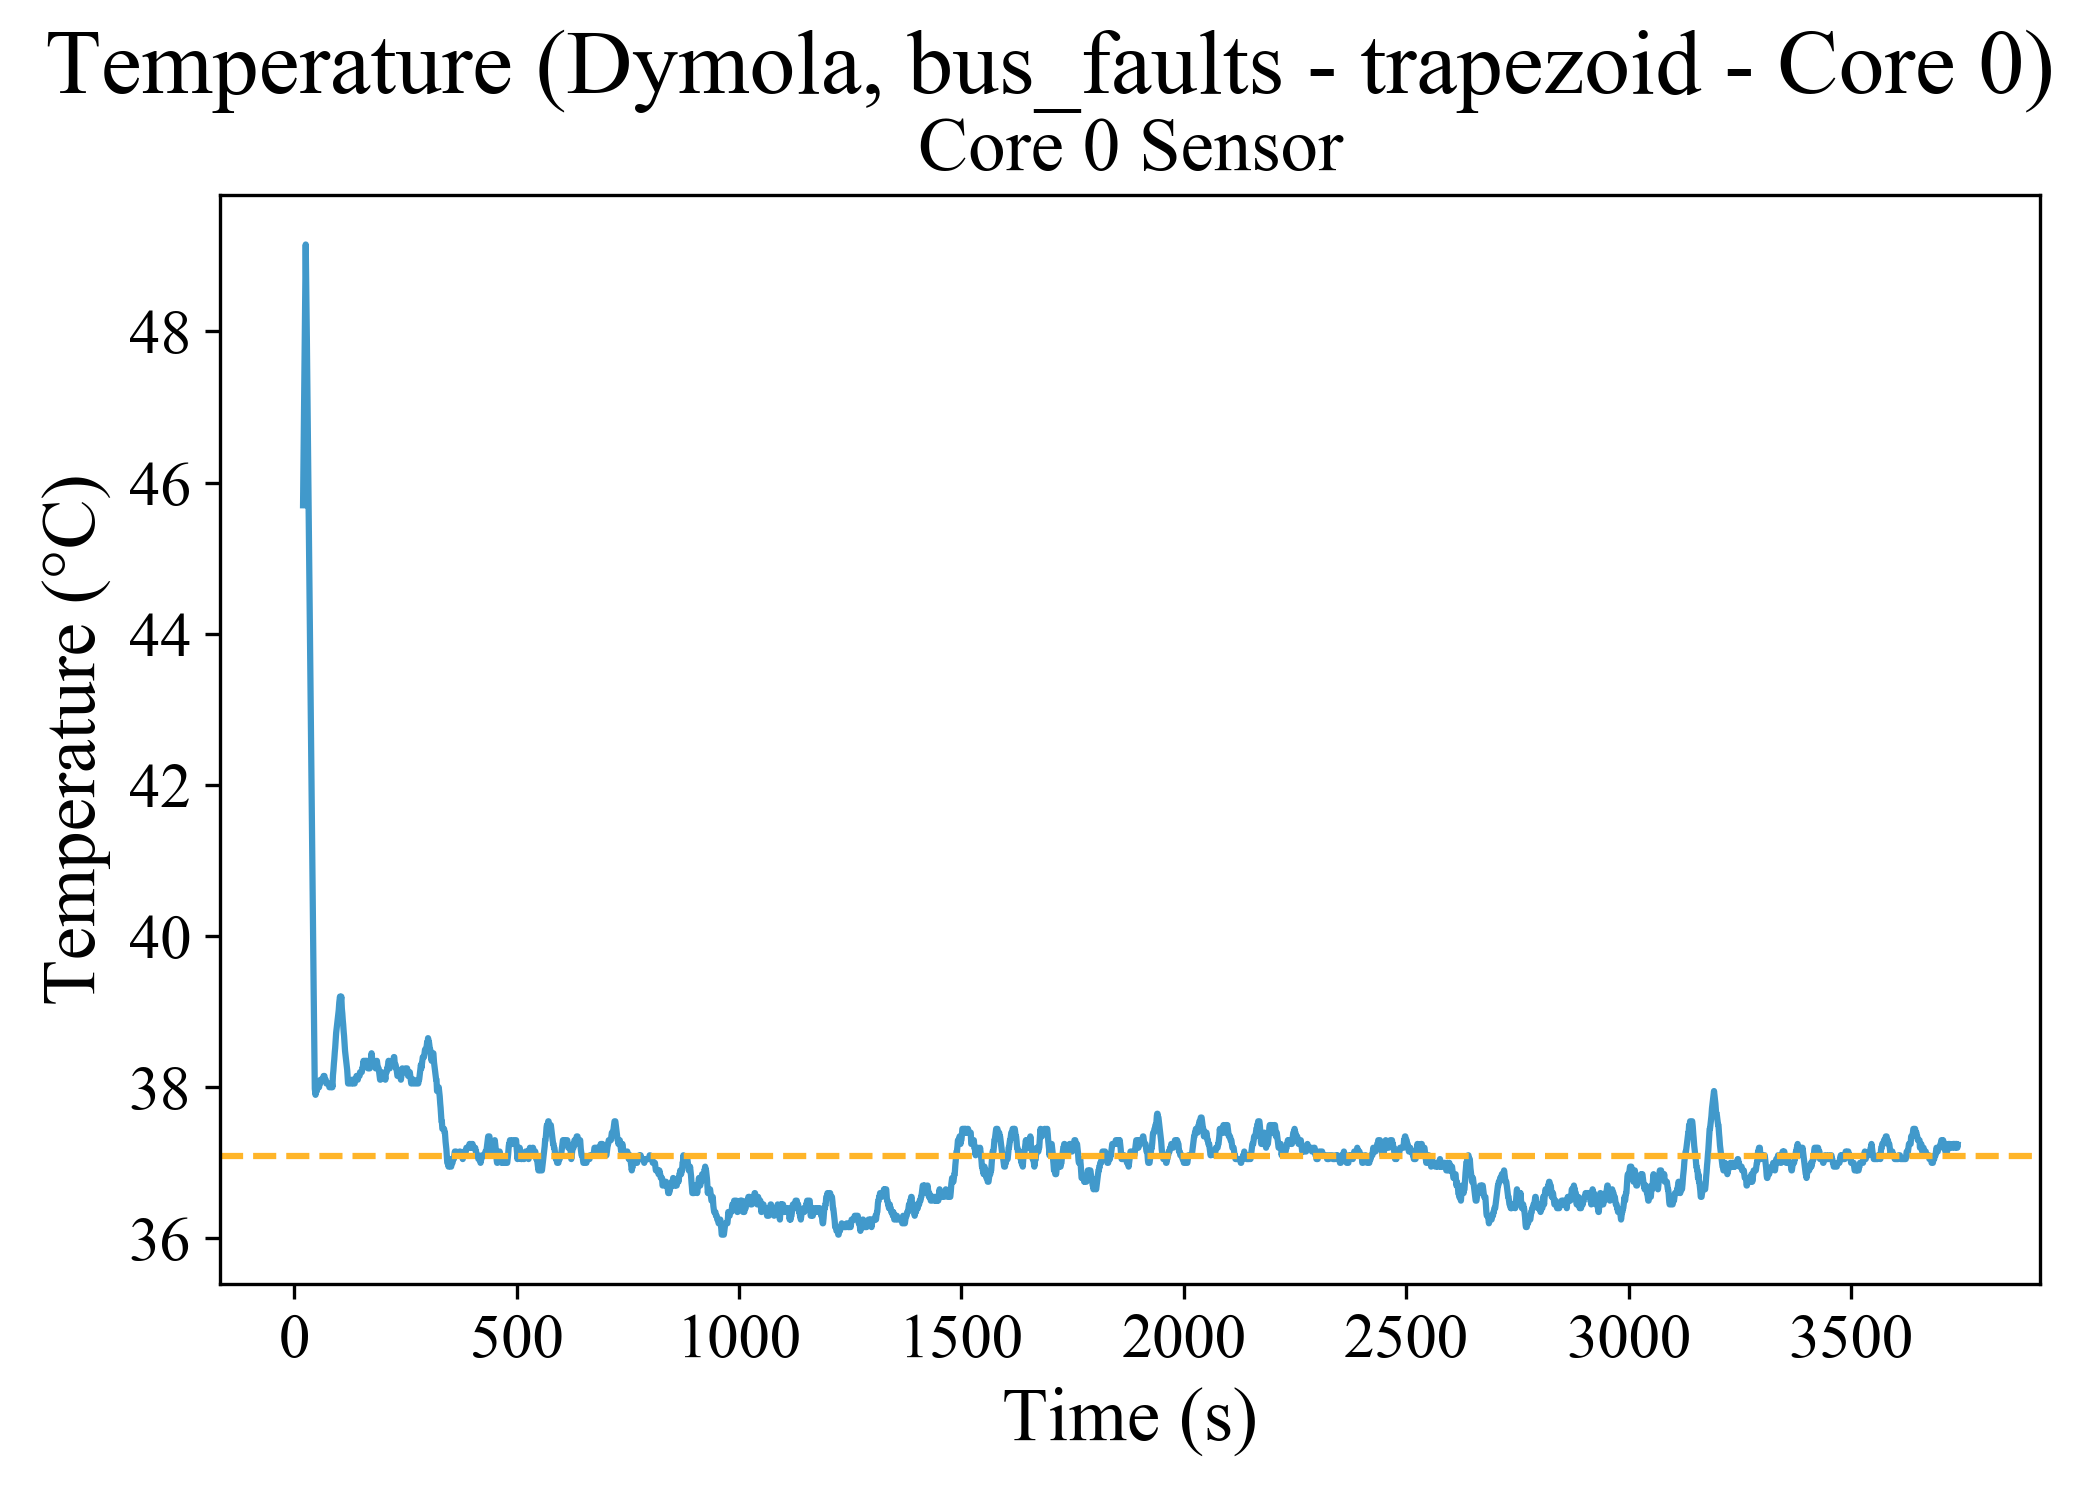 Temperature (Dymola, bus_faults - trapezoid - Core 0)
Core 0 Sensor
Temperature (°C)
48
46
44
42
40
38
36
0 500 1000 1500 2000 2500 3000 3500
Time (s)